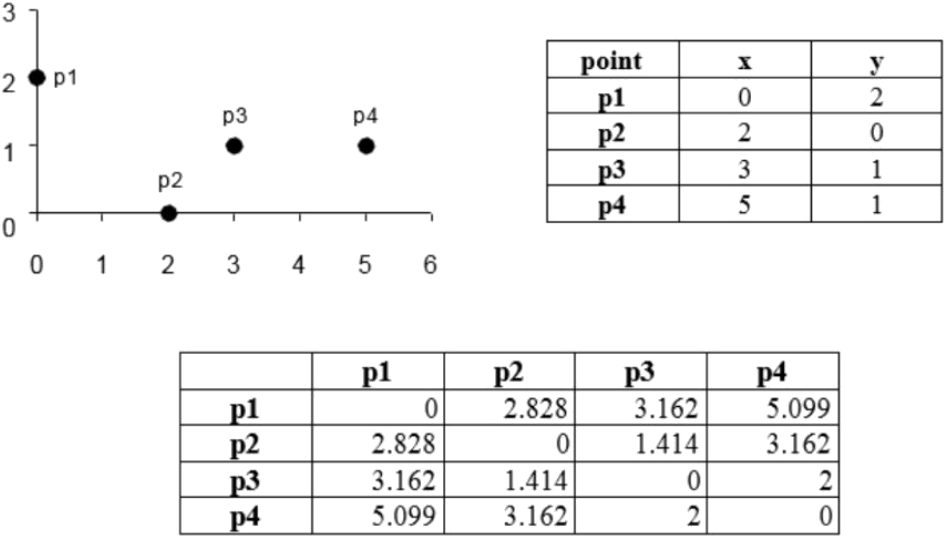 3
2 p1
p3 p4
1
p2
0
0 1 2 3 4 5 6
point x y
p1 0 2
p2 2 0
p3 3 1
p4 5 1
p1 p2 p3 p4
p1 0 2.828 3.162 5.099
p2 2.828 0 1.414 3.162
p3 3.162 1.414 0 2
p4 5.099 3.162 2 0